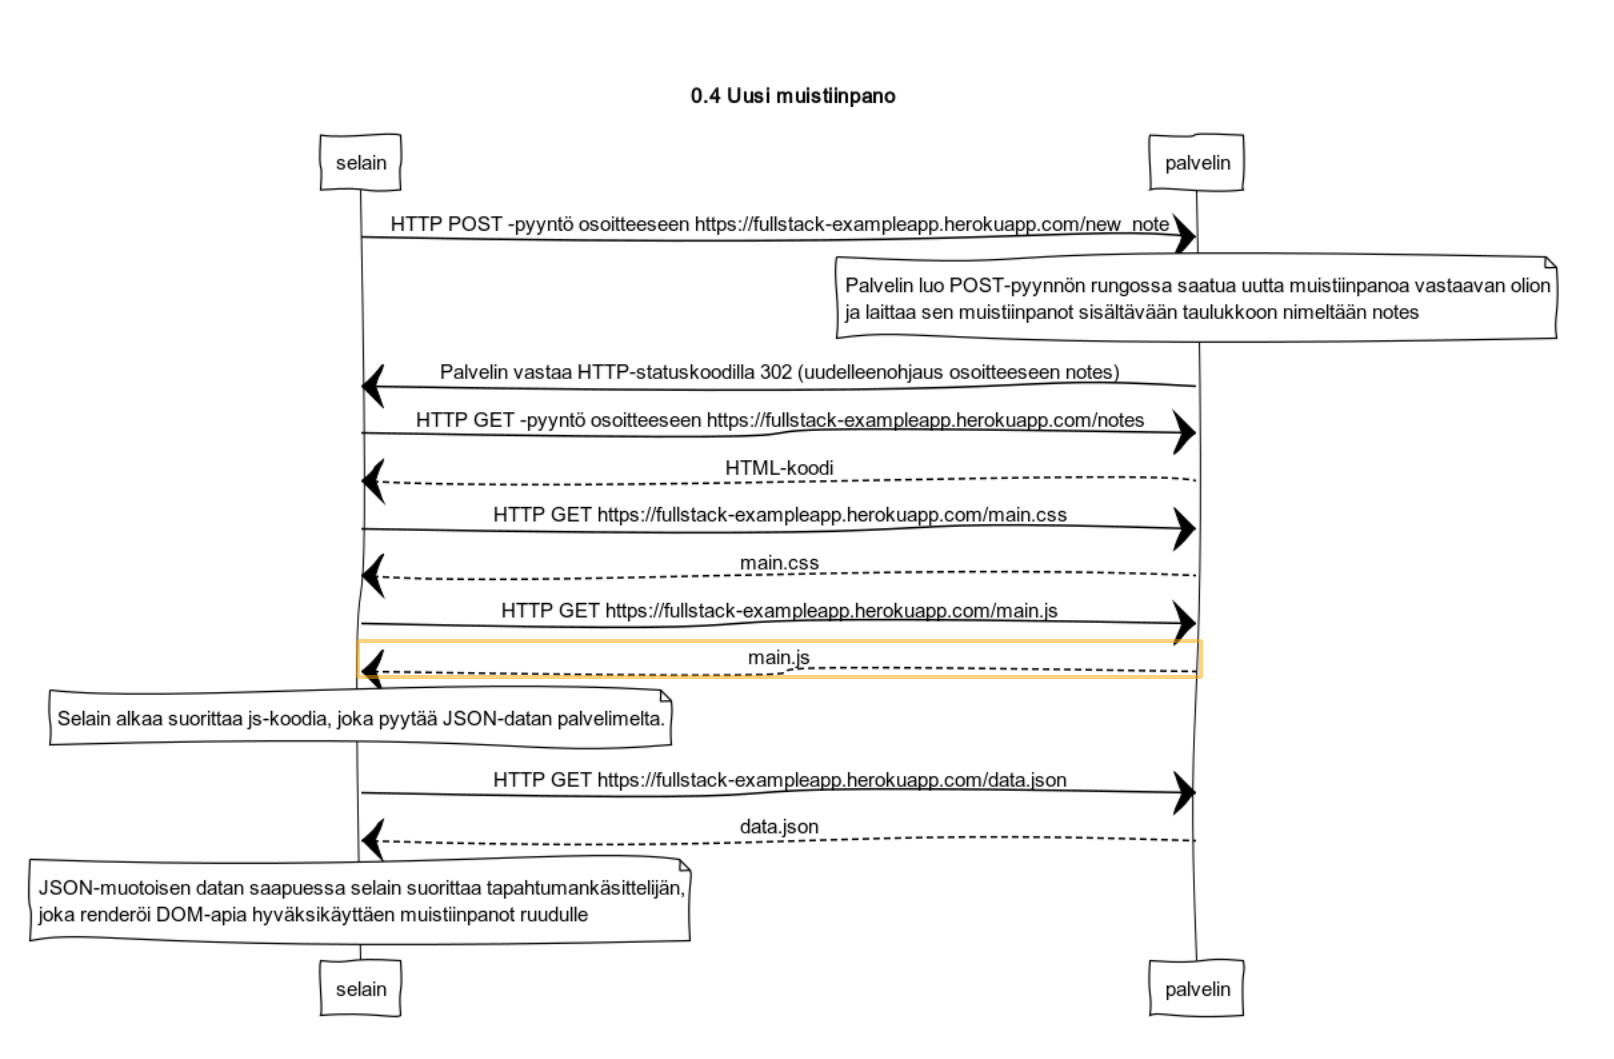 0.4 Uusi muistiinpano
selain
palvelin
HTTP POST -pyyntö osoitteeseen https://fullstack-exampleapp.herokuapp.com/new_note
Palvelin luo POST-pyynnön rungossa saatua uutta muistiinpanoa vastaavan olion
ja laittaa sen muistiinpanot sisältävään taulukkoon nimeltään notes
Palvelin vastaa HTTP-statuskoodilla 302 (uudelleenohjaus osoitteeseen notes)
HTTP GET -pyyntö osoitteeseen https://fullstack-exampleapp.herokuapp.com/notes
HTML-koodi
HTTP GET https://fullstack-exampleapp.herokuapp.com/main.css
main.css
HTTP GET https://fullstack-exampleapp.herokuapp.com/main.js
main.js
Selain alkaa suorittaa js-koodia, joka pyytää JSON-datan palvelimelta.
HTTP GET https://fullstack-exampleapp.herokuapp.com/data.json
data.json
JSON-muotoisen datan saapuessa selain suorittaa tapahtumankäsittelijän,
joka renderöi DOM-apia hyväksikäyttäen muistiinpanot ruudulle
selain
palvelin